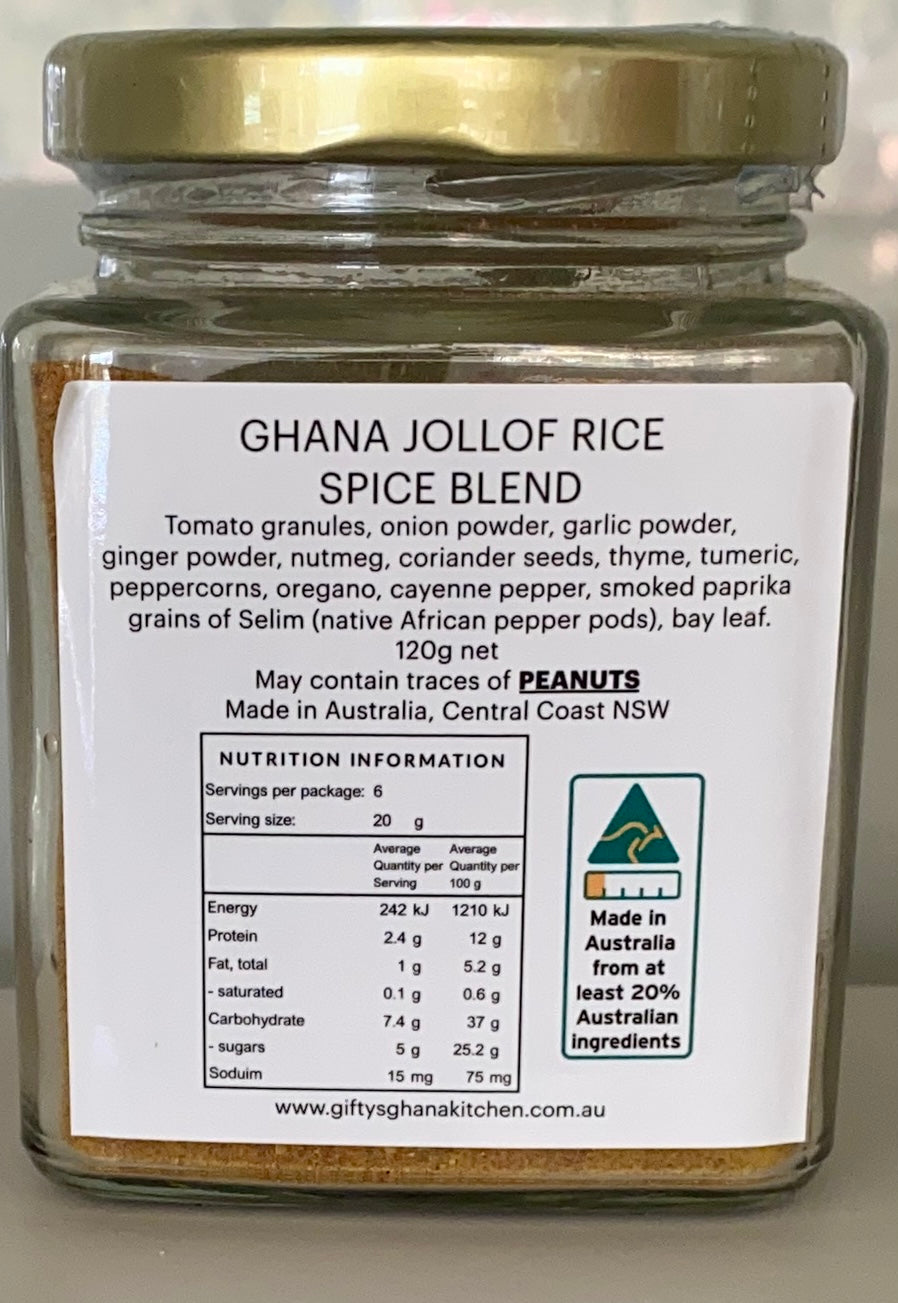 GHANA JOLLOF RICE
SPICE BLEND
Tomato granules, onion powder, garlic powder,
ginger powder, nutmeg, coriander seeds, thyme, tumeric,
peppercorns, oregano, cayenne pepper, smoked paprika
grains of Selim (native African pepper pods), bay leaf.
120g net
May contain traces of PEANUTS
Made in Australia, Central Coast NSW
NUTRITION INFORMATION
Servings per package: 6
Serving size: 20 g
Average Average
Quantity per Quantity per
Serving 100 g
Energy 242 kJ 1210 kJ
Protein 2.4 g 12 g
Fat, total 1 g 5.2 g
- saturated 0.1 g 0.6 g
Carbohydrate 7.4 g 37 g
- sugars 5 g 25.2 g
Soduim 15 mg 75 mg
Made in
Australia
from at
least 20%
Australian
ingredients
www.giftysghanakitchen.com.au